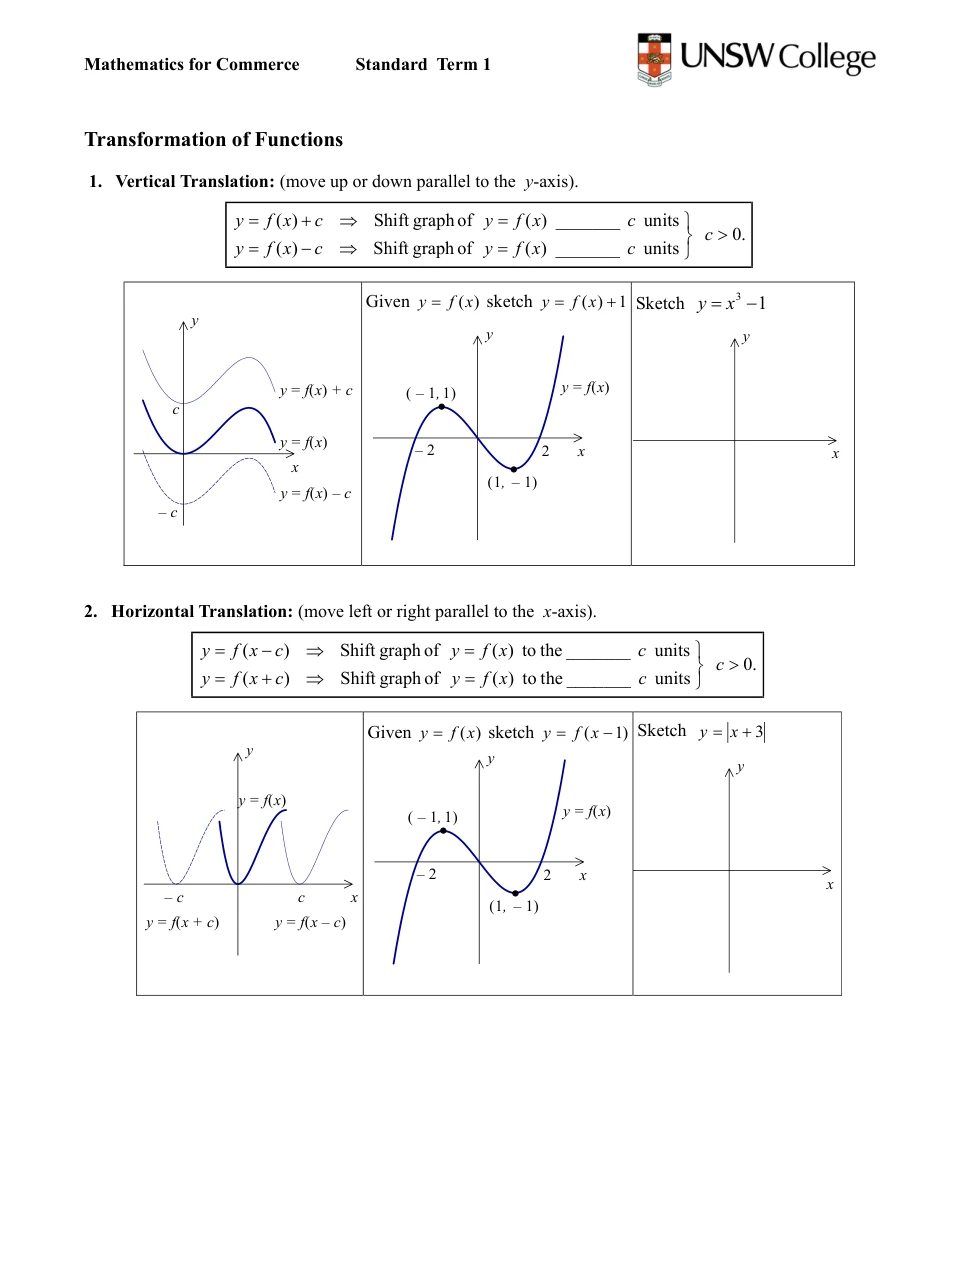 UNSW College
Mathematics for Commerce Standard Term 1
Transformation of Functions
1. Vertical Translation: (move up or down parallel to the y-axis).
y = f(x) + c ⇒ Shift graph of y = f(x) _______ c units
y = f(x) − c ⇒ Shift graph of y = f(x) _______ c units } c > 0.
Given y = f(x) sketch y = f(x) + 1
Sketch y = x³ − 1
y
y = f(x) + c
c
y = f(x)
x
y = f(x) – c
– c
y
(– 1, 1)
y = f(x)
– 2
2
x
(1, – 1)
y
x
2. Horizontal Translation: (move left or right parallel to the x-axis).
y = f(x − c) ⇒ Shift graph of y = f(x) to the _______ c units
y = f(x + c) ⇒ Shift graph of y = f(x) to the _______ c units } c > 0.
Given y = f(x) sketch y = f(x − 1)
Sketch y = |x + 3|
y
y = f(x)
– c
c
x
y = f(x + c)
y = f(x – c)
y
(– 1, 1)
y = f(x)
– 2
2
x
(1, – 1)
y
x